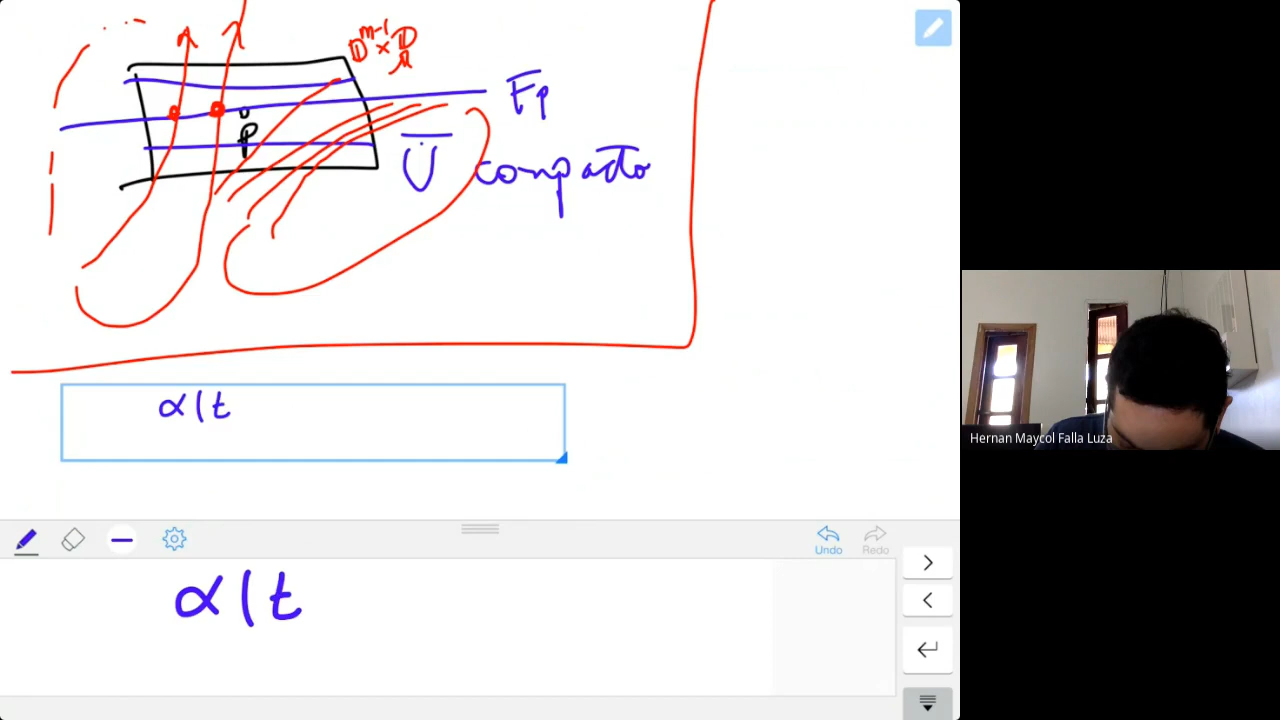 D^{m-1} × D
F_p
p
Ū compacto
α(t
Hernan Maycol Falla Luza
Undo
Redo
α(t